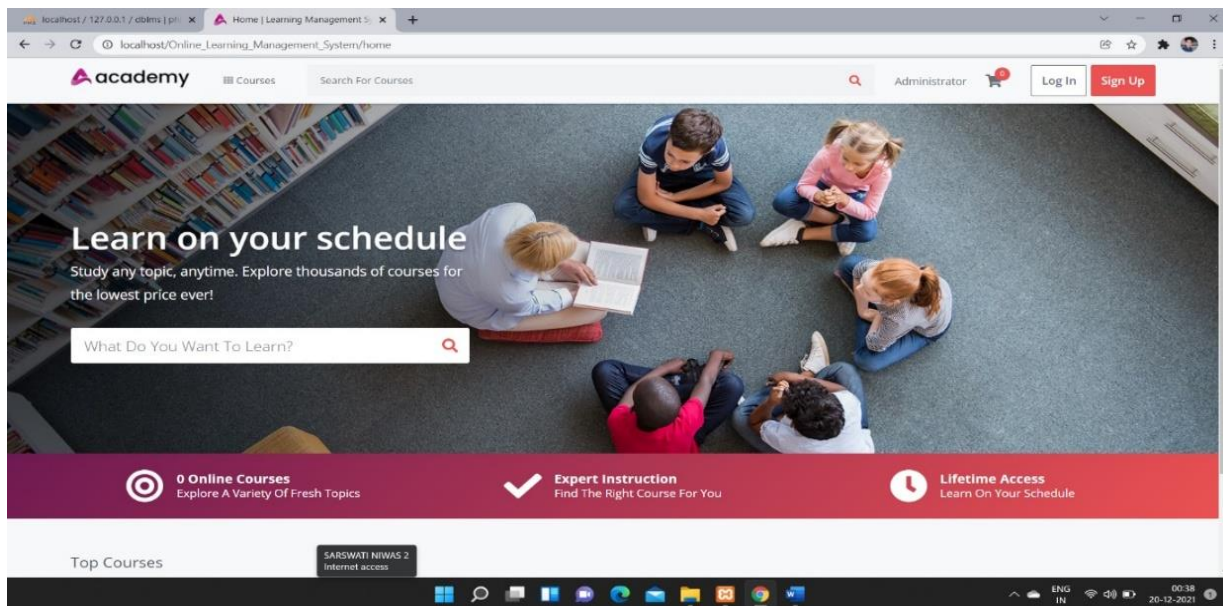 localhost / 127.0.0.1 / dblms | ph
Home | Learning Management Sy
localhost/Online_Learning_Management_System/home
academy
Courses
Search For Courses
Administrator
0
Log In
Sign Up
Learn on your schedule
Study any topic, anytime. Explore thousands of courses for
the lowest price ever!
What Do You Want To Learn?
0 Online Courses
Explore A Variety Of Fresh Topics
Expert Instruction
Find The Right Course For You
Lifetime Access
Learn On Your Schedule
Top Courses
SARSWATI NIWAS 2
Internet access
ENG
IN
00:38
20-12-2021